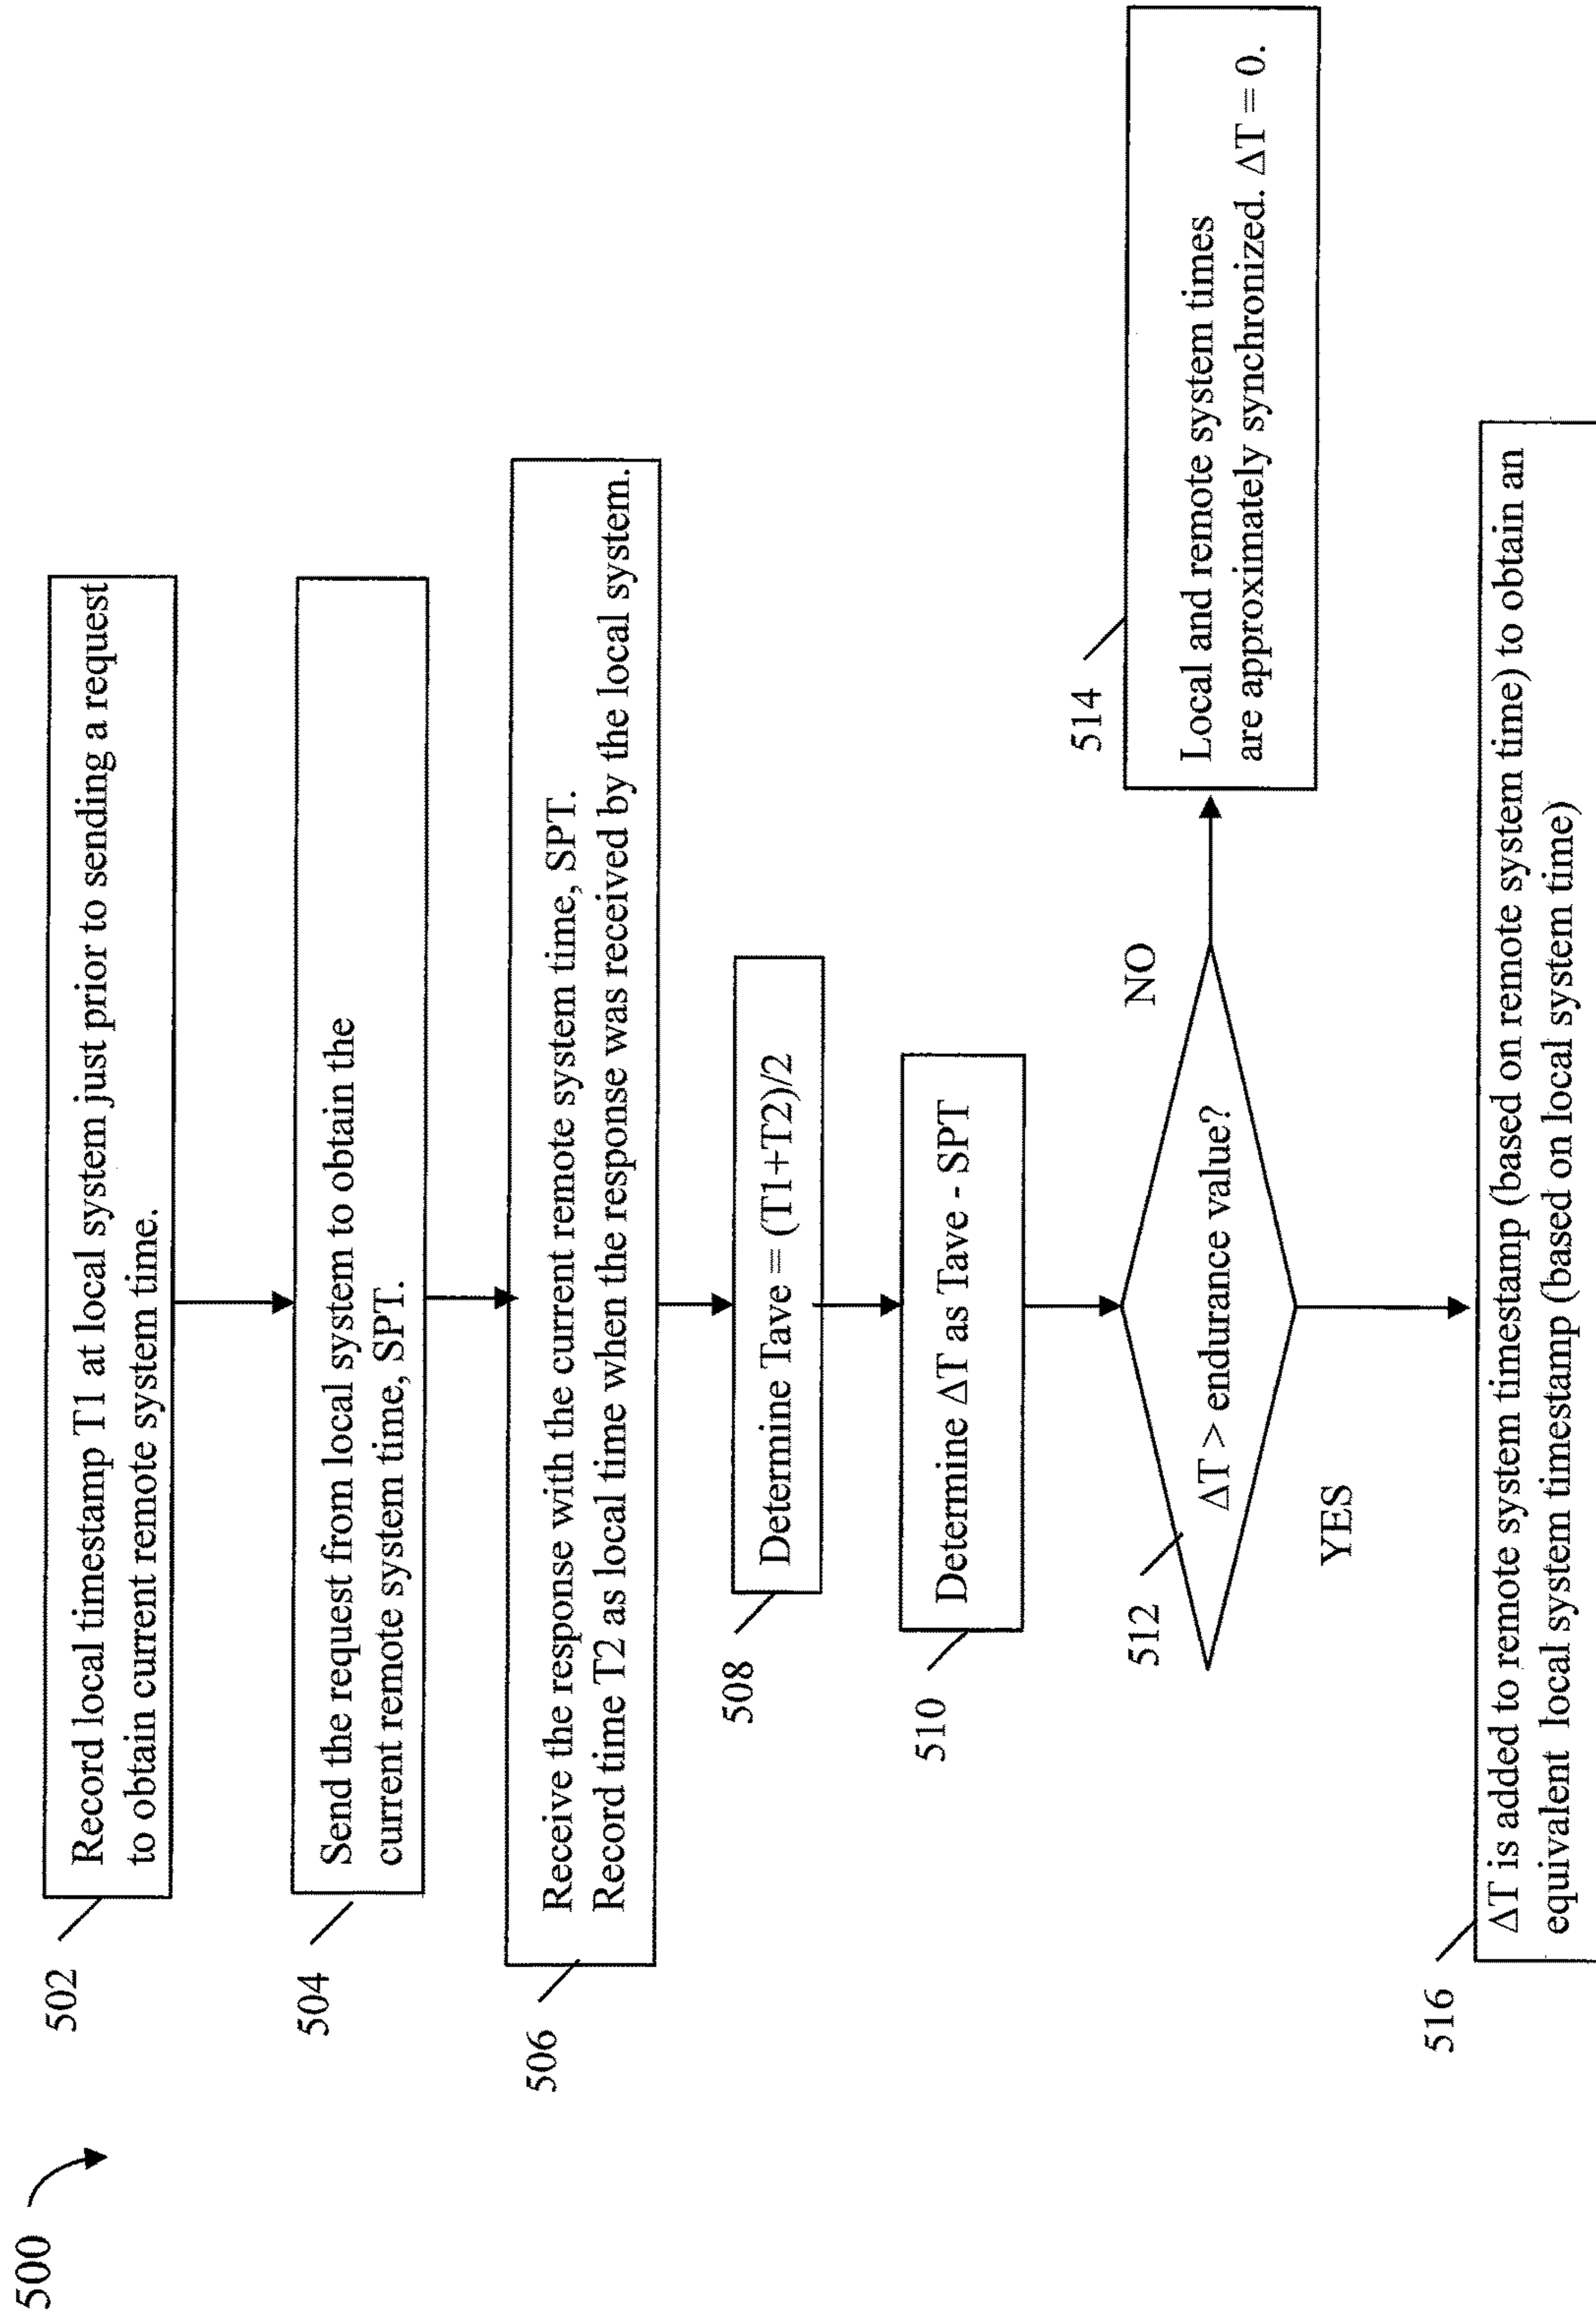 500
502
Record local timestamp T1 at local system just prior to sending a request
to obtain current remote system time.
504
Send the request from local system to obtain the
current remote system time, SPT.
506
Receive the response with the current remote system time, SPT.
Record time T2 as local time when the response was received by the local system.
508
Determine Tave = (T1+T2)/2
510
Determine ΔT as Tave - SPT
512
ΔT > endurance value?
NO
514
Local and remote system times
are approximately synchronized. ΔT = 0.
YES
516
ΔT is added to remote system timestamp (based on remote system time) to obtain an
equivalent local system timestamp (based on local system time)